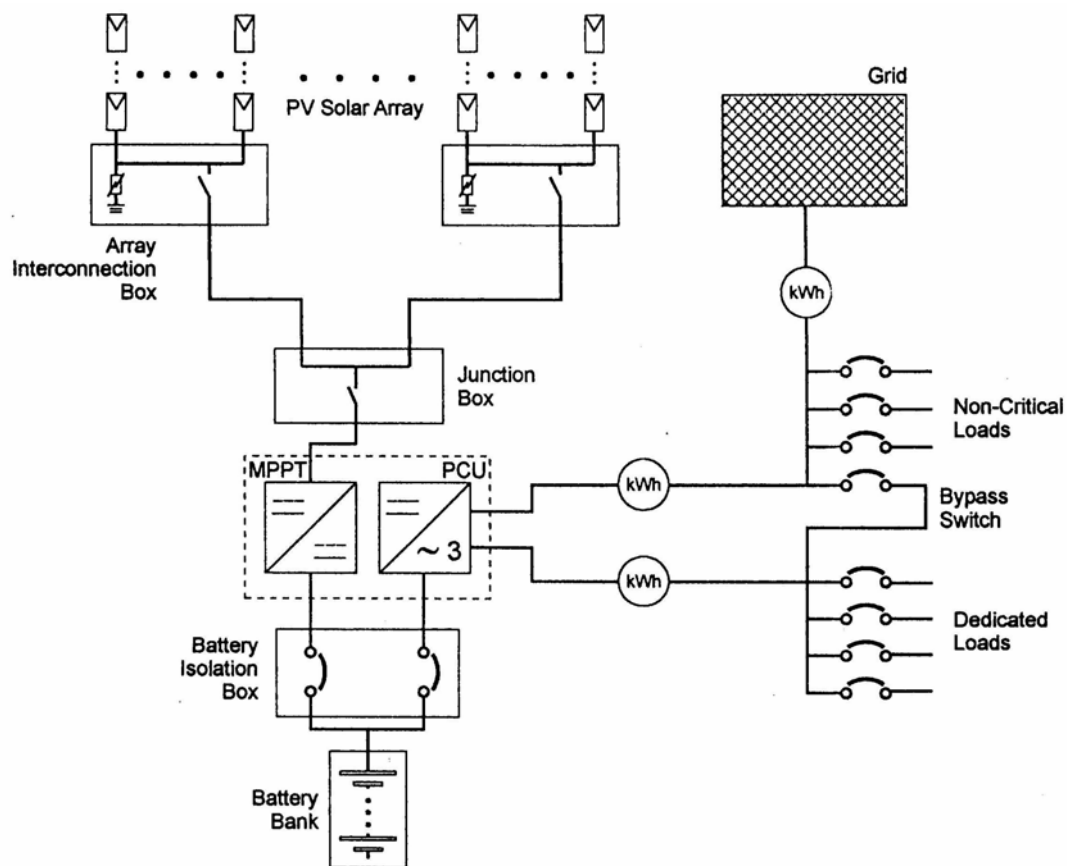 PV Solar Array
Grid
Array
Interconnection
Box
kWh
Junction
Box
Non-Critical
Loads
MPPT
PCU
kWh
Bypass
Switch
~ 3
kWh
Battery
Isolation
Box
Dedicated
Loads
Battery
Bank